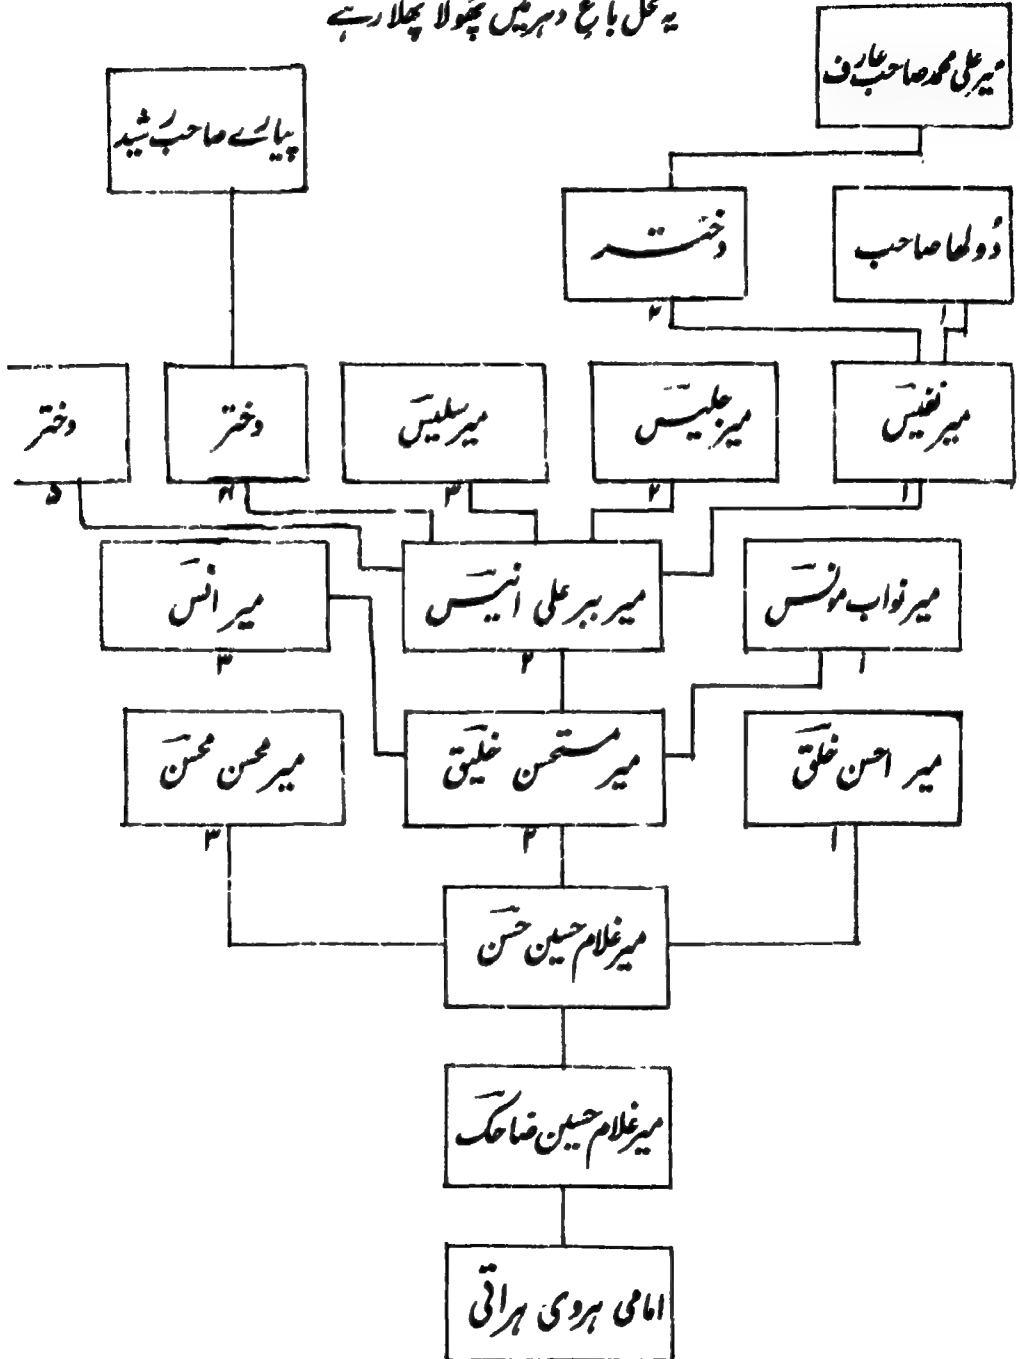 یہ نخل باغ دہر میں پھولا پھلا رہے
میر علی محمد صاحب عارف
پیارے صاحب رشید
دُولھا صاحب
دختر
۱
۲
میر نفیس
میر جلیس
میر سلیس
دختر
دختر
۱
۲
۳
۴
۵
میر نواب مونس
میر ببر علی انیس
میر انس
۱
۲
۳
میر احسن خلق
میر مستحسن خلیق
میر محسن محسن
۱
۲
۳
میر غلام حسین حسن
میر غلام حسین ضاحک
امامی ہروی ہراتی